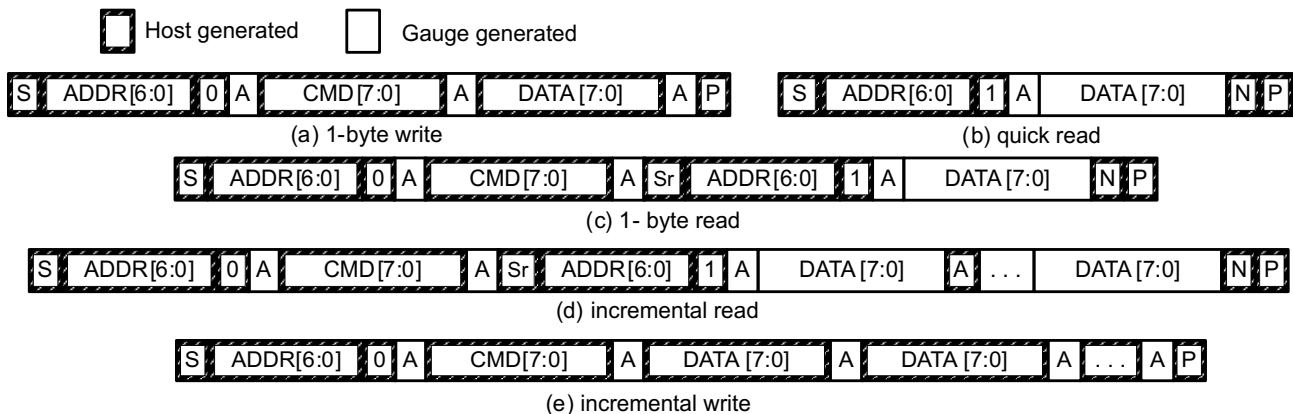 Host generated Gauge generated
S ADDR[6:0] 0 A CMD[7:0] A DATA[7:0] A P
(a) 1-byte write
S ADDR[6:0] 1 A DATA[7:0] N P
(b) quick read
S ADDR[6:0] 0 A CMD[7:0] A Sr ADDR[6:0] 1 A DATA[7:0] N P
(c) 1- byte read
S ADDR[6:0] 0 A CMD[7:0] A Sr ADDR[6:0] 1 A DATA[7:0] A . . . DATA[7:0] N P
(d) incremental read
S ADDR[6:0] 0 A CMD[7:0] A DATA[7:0] A DATA[7:0] A . . . A P
(e) incremental write